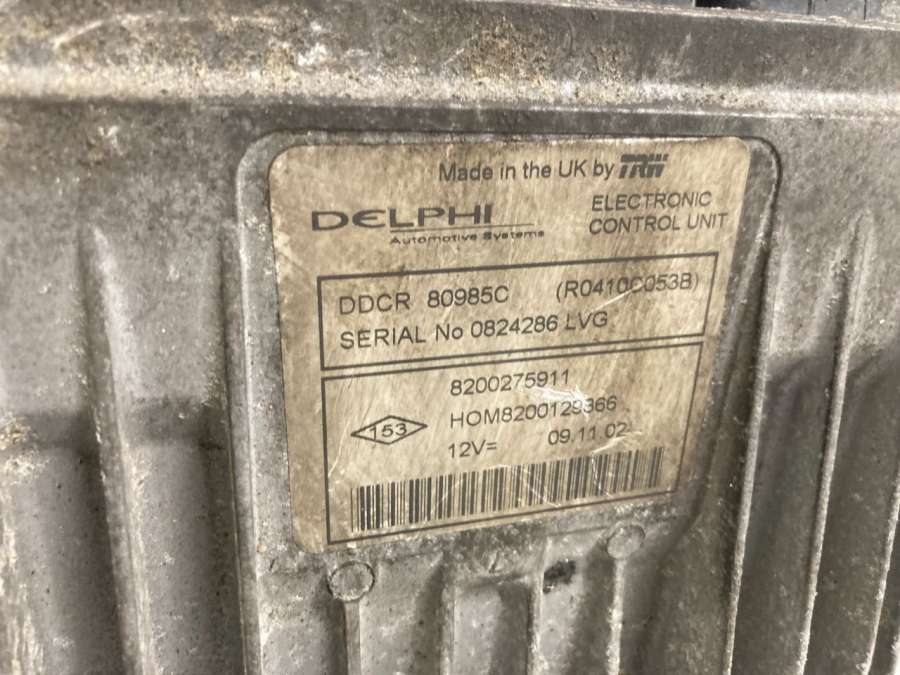 Made in the UK by TRW
DELPHI
Automotive Systems
ELECTRONIC
CONTROL UNIT
DDCR 80985C (R0410C053B)
SERIAL No 0824286 LVG
8200275911
HOM8200129366
153
12V= 09.11.02